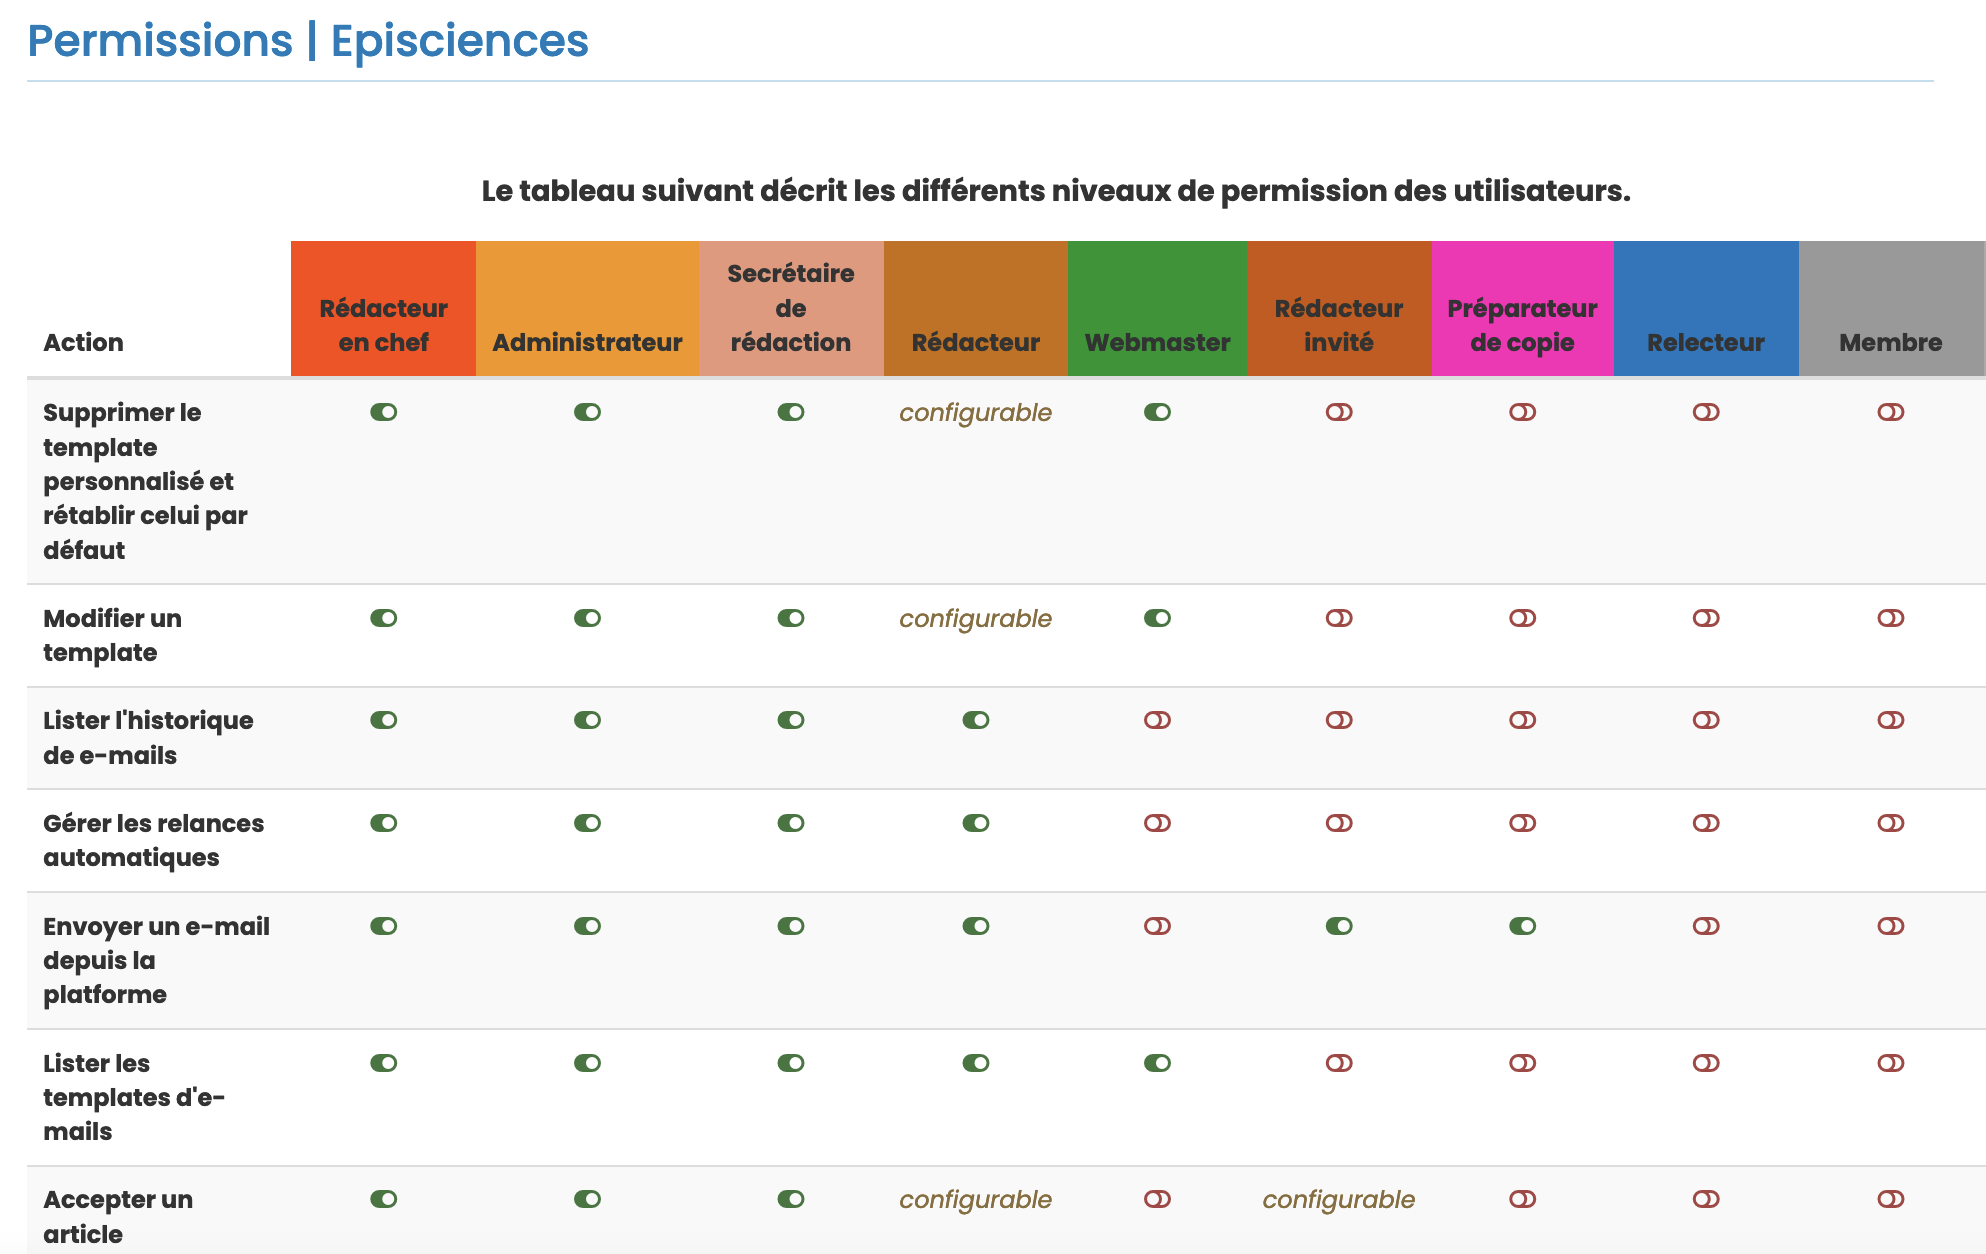 Permissions | Episciences
Le tableau suivant décrit les différents niveaux de permission des utilisateurs.
Action
Rédacteur
en chef
Administrateur
Secrétaire
de
rédaction
Rédacteur
Webmaster
Rédacteur
invité
Préparateur
de copie
Relecteur
Membre
Supprimer le
template
personnalisé et
rétablir celui par
défaut
configurable
Modifier un
template
configurable
Lister l'historique
de e-mails
Gérer les relances
automatiques
Envoyer un e-mail
depuis la
platforme
Lister les
templates d'e-
mails
Accepter un
article
configurable
configurable